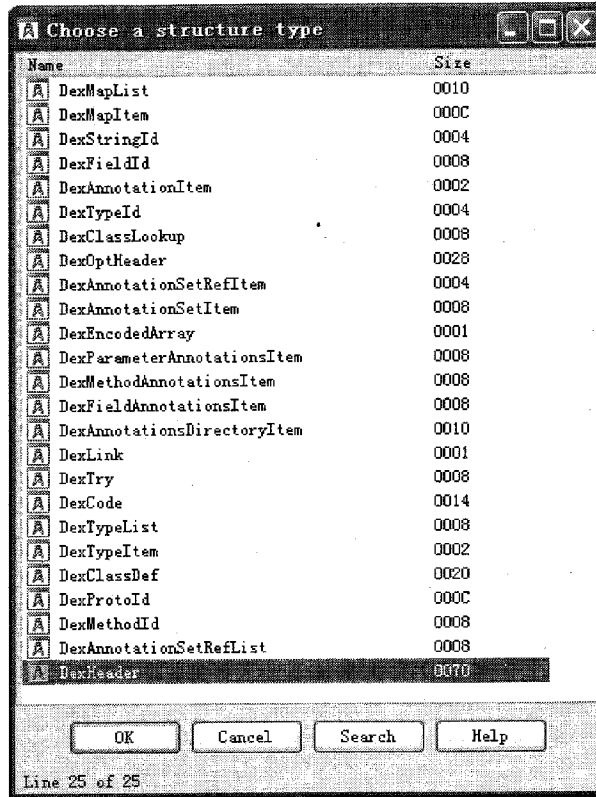 Choose a structure type
Name Size
DexMapList 0010
DexMapItem 000C
DexStringId 0004
DexFieldId 0008
DexAnnotationItem 0002
DexTypeId 0004
DexClassLookup 0008
DexOptHeader 0028
DexAnnotationSetRefItem 0004
DexAnnotationSetItem 0008
DexEncodedArray 0001
DexParameterAnnotationsItem 0008
DexMethodAnnotationsItem 0008
DexFieldAnnotationsItem 0008
DexAnnotationsDirectoryItem 0010
DexLink 0001
DexTry 0008
DexCode 0014
DexTypeList 0008
DexTypeItem 0002
DexClassDef 0020
DexProtoId 000C
DexMethodId 0008
DexAnnotationSetRefList 0008
DexHeader 0070
OK Cancel Search Help
Line 25 of 25